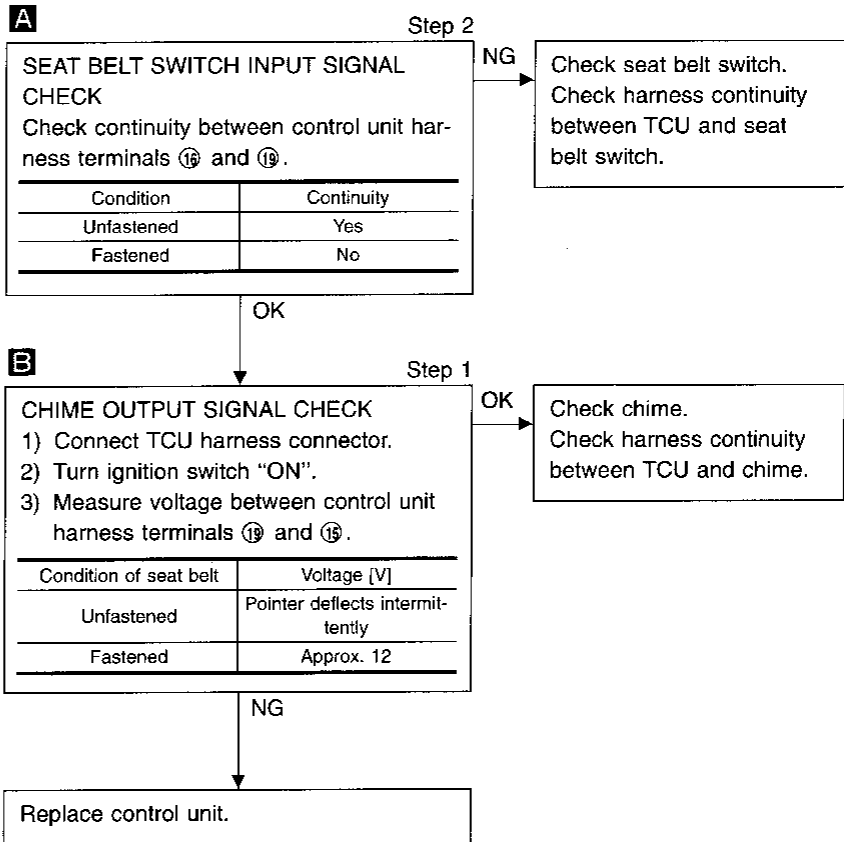 A
Step 2
SEAT BELT SWITCH INPUT SIGNAL
CHECK
Check continuity between control unit har-
ness terminals ⑯ and ⑲.
Condition Continuity
Unfastened Yes
Fastened No
NG
Check seat belt switch.
Check harness continuity
between TCU and seat
belt switch.
OK
B
Step 1
CHIME OUTPUT SIGNAL CHECK
1) Connect TCU harness connector.
2) Turn ignition switch “ON”.
3) Measure voltage between control unit
harness terminals ⑲ and ⑮.
Condition of seat belt Voltage [V]
Unfastened Pointer deflects intermit-
tently
Fastened Approx. 12
OK
Check chime.
Check harness continuity
between TCU and chime.
NG
Replace control unit.